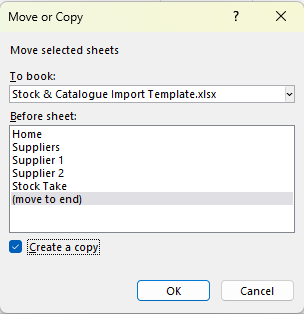 Move or Copy
?
Move selected sheets
To book:
Stock & Catalogue Import Template.xlsx
Before sheet:
Home
Suppliers
Supplier 1
Supplier 2
Stock Take
(move to end)
Create a copy
OK Cancel